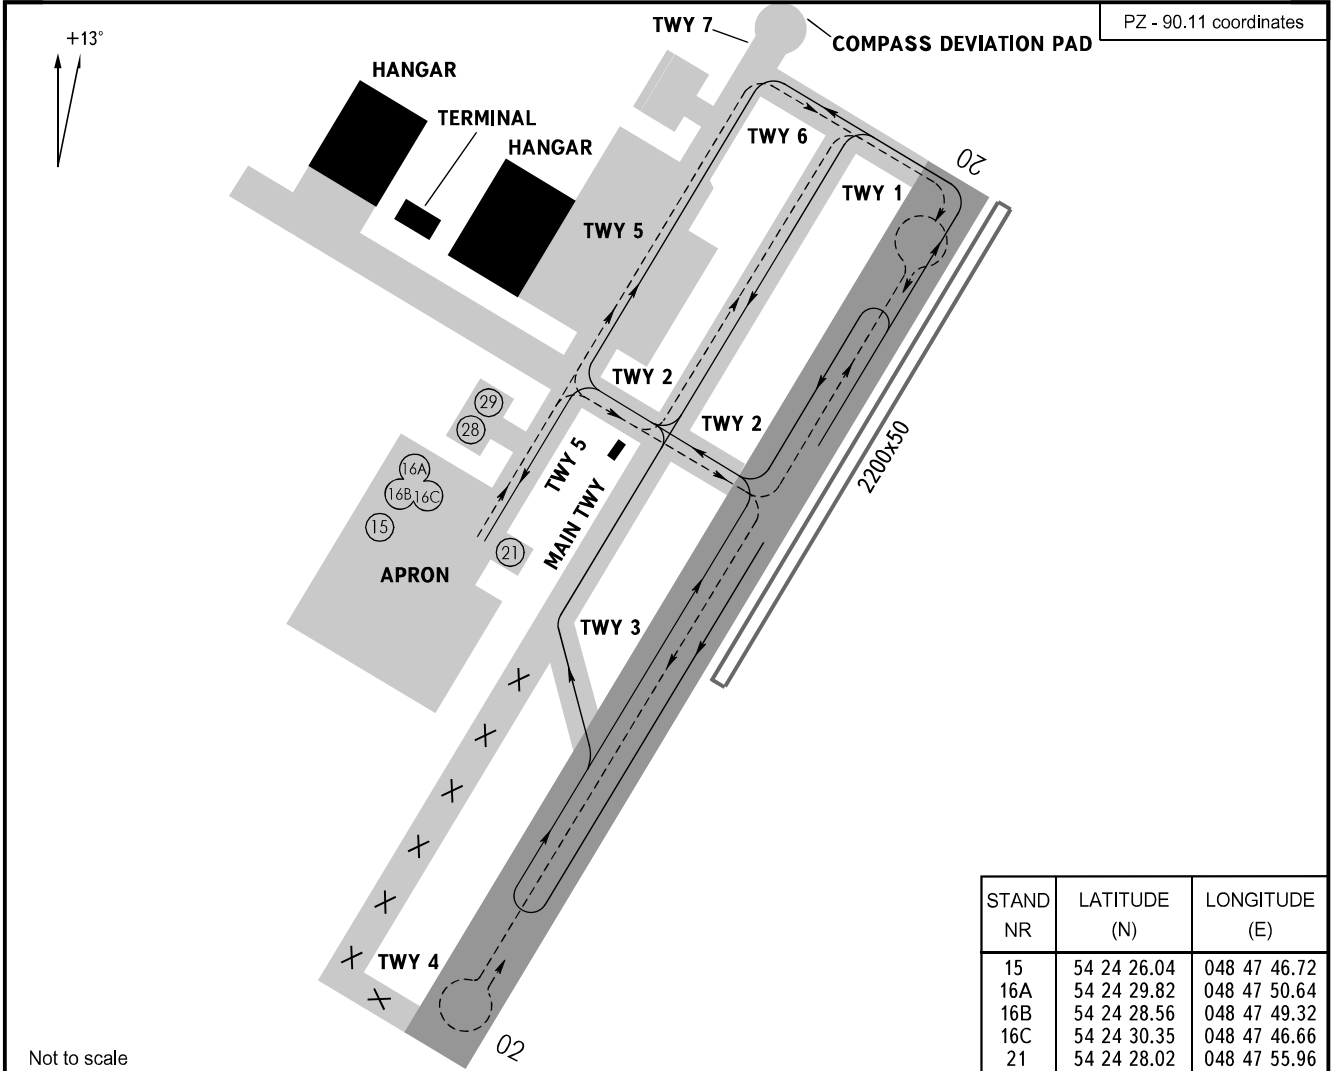 PZ - 90.11 coordinates
+13°
TWY 7
COMPASS DEVIATION PAD
HANGAR
TERMINAL
HANGAR
TWY 6
20
TWY 1
TWY 5
TWY 2
TWY 2
29
28
2200x50
TWY 5
16A
16B
16C
15
MAIN TWY
21
APRON
TWY 3
TWY 4
02
Not to scale
STAND NR LATITUDE (N) LONGITUDE (E)
15 54 24 26.04 048 47 46.72
16A 54 24 29.82 048 47 50.64
16B 54 24 28.56 048 47 49.32
16C 54 24 30.35 048 47 46.66
21 54 24 28.02 048 47 55.96